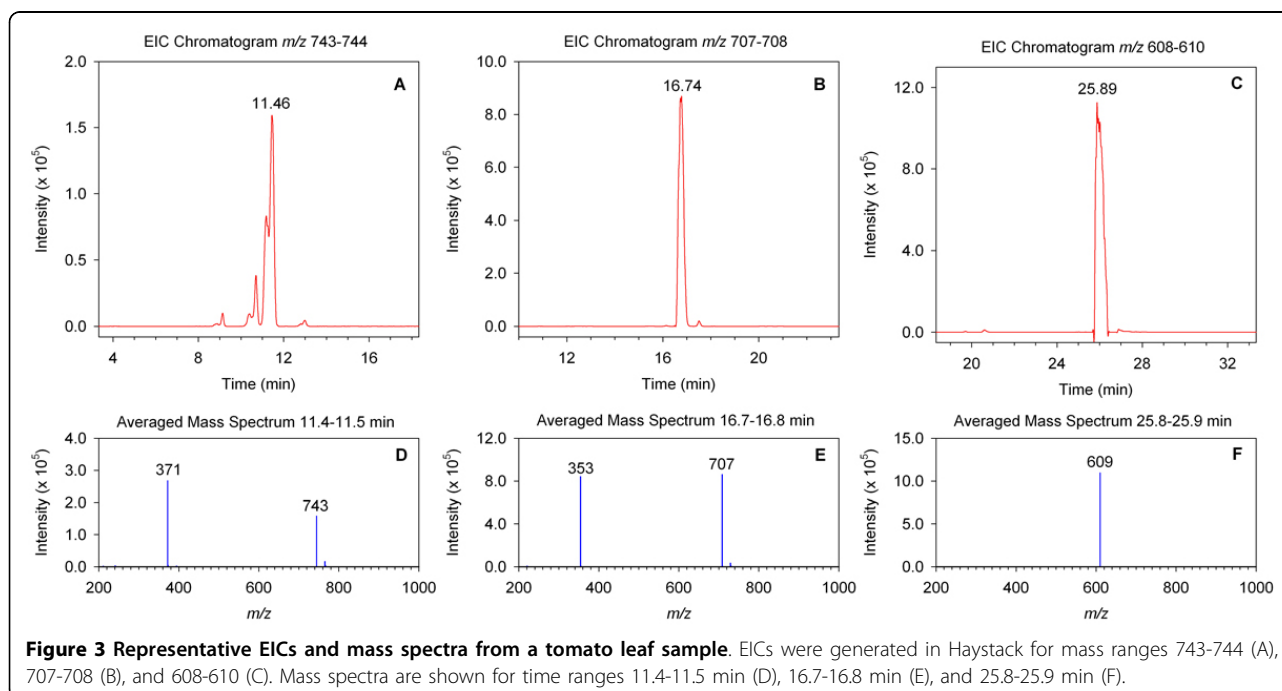 EIC Chromatogram m/z 743-744
A
11.46
2.0
1.5
1.0
0.5
0.0
Intensity (x 10⁵)
4 8 12 16
Time (min)
EIC Chromatogram m/z 707-708
B
16.74
10.0
8.0
6.0
4.0
2.0
0.0
Intensity (x 10⁵)
12 16 20
Time (min)
EIC Chromatogram m/z 608-610
C
25.89
12.0
8.0
4.0
0.0
Intensity (x 10⁵)
20 24 28 32
Time (min)
Averaged Mass Spectrum 11.4-11.5 min
D
371
743
4.0
3.0
2.0
1.0
0.0
Intensity (x 10⁵)
200 400 600 800 1000
m/z
Averaged Mass Spectrum 16.7-16.8 min
E
353
707
12.0
8.0
4.0
0.0
Intensity (x 10⁵)
200 400 600 800 1000
m/z
Averaged Mass Spectrum 25.8-25.9 min
F
609
15.0
10.0
5.0
0.0
Intensity (x 10⁵)
200 400 600 800 1000
m/z
Figure 3 Representative EICs and mass spectra from a tomato leaf sample. EICs were generated in Haystack for mass ranges 743-744 (A),
707-708 (B), and 608-610 (C). Mass spectra are shown for time ranges 11.4-11.5 min (D), 16.7-16.8 min (E), and 25.8-25.9 min (F).